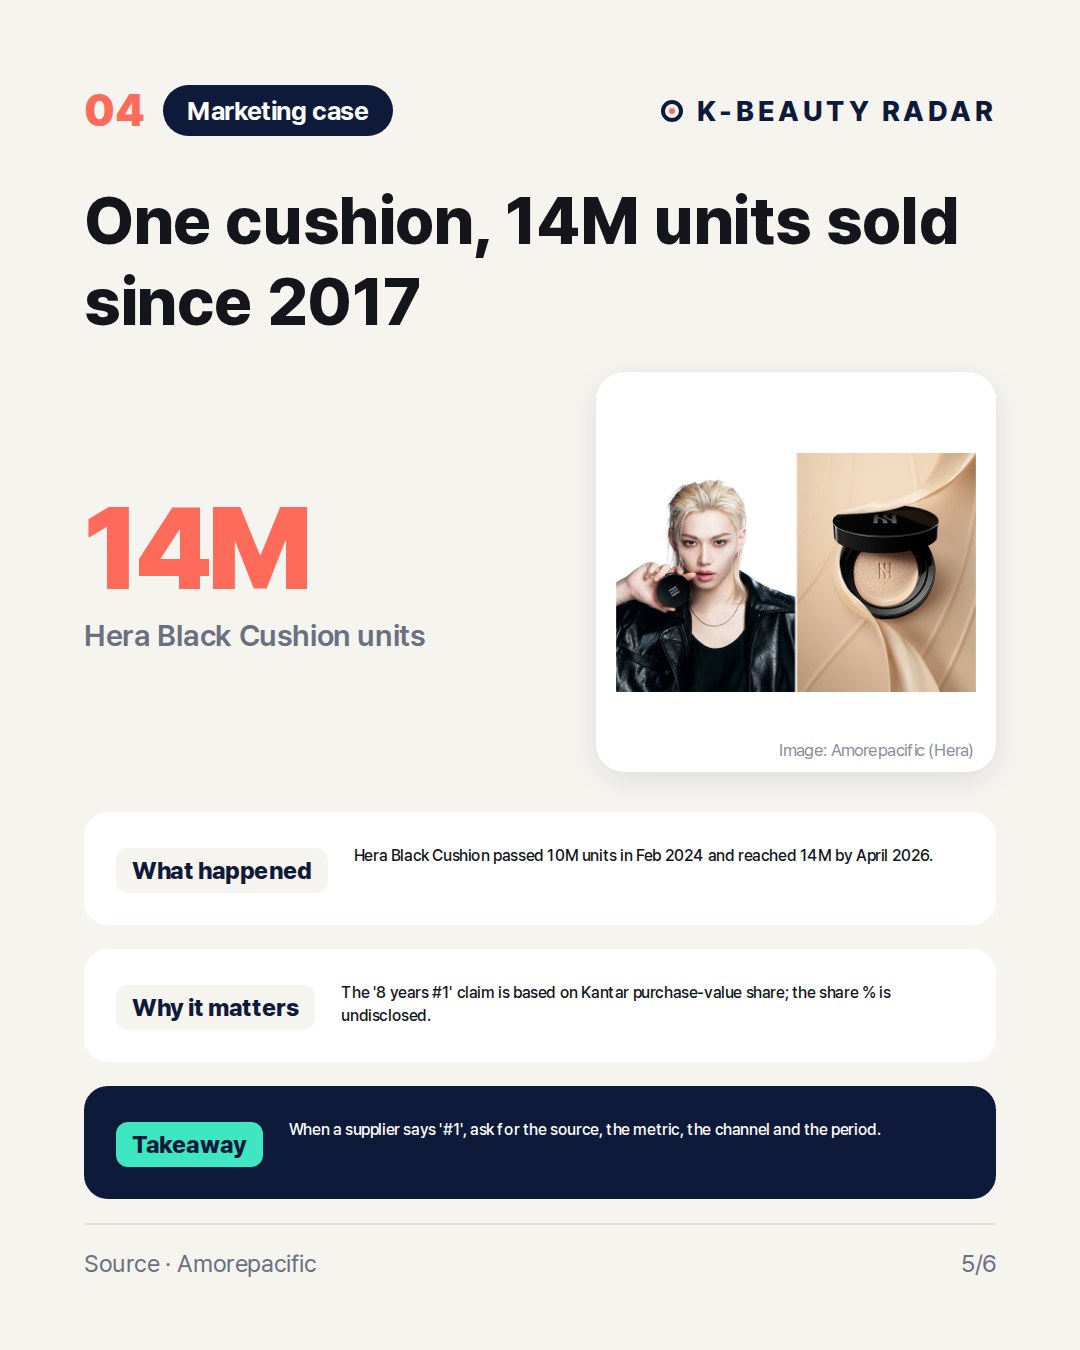 04 Marketing case
K-BEAUTY RADAR
One cushion, 14M units sold
since 2017
14M
Hera Black Cushion units
Image: Amorepacific (Hera)
What happened
Hera Black Cushion passed 10M units in Feb 2024 and reached 14M by April 2026.
Why it matters
The '8 years #1' claim is based on Kantar purchase-value share; the share % is
undisclosed.
Takeaway
When a supplier says '#1', ask for the source, the metric, the channel and the period.
Source · Amorepacific
5/6